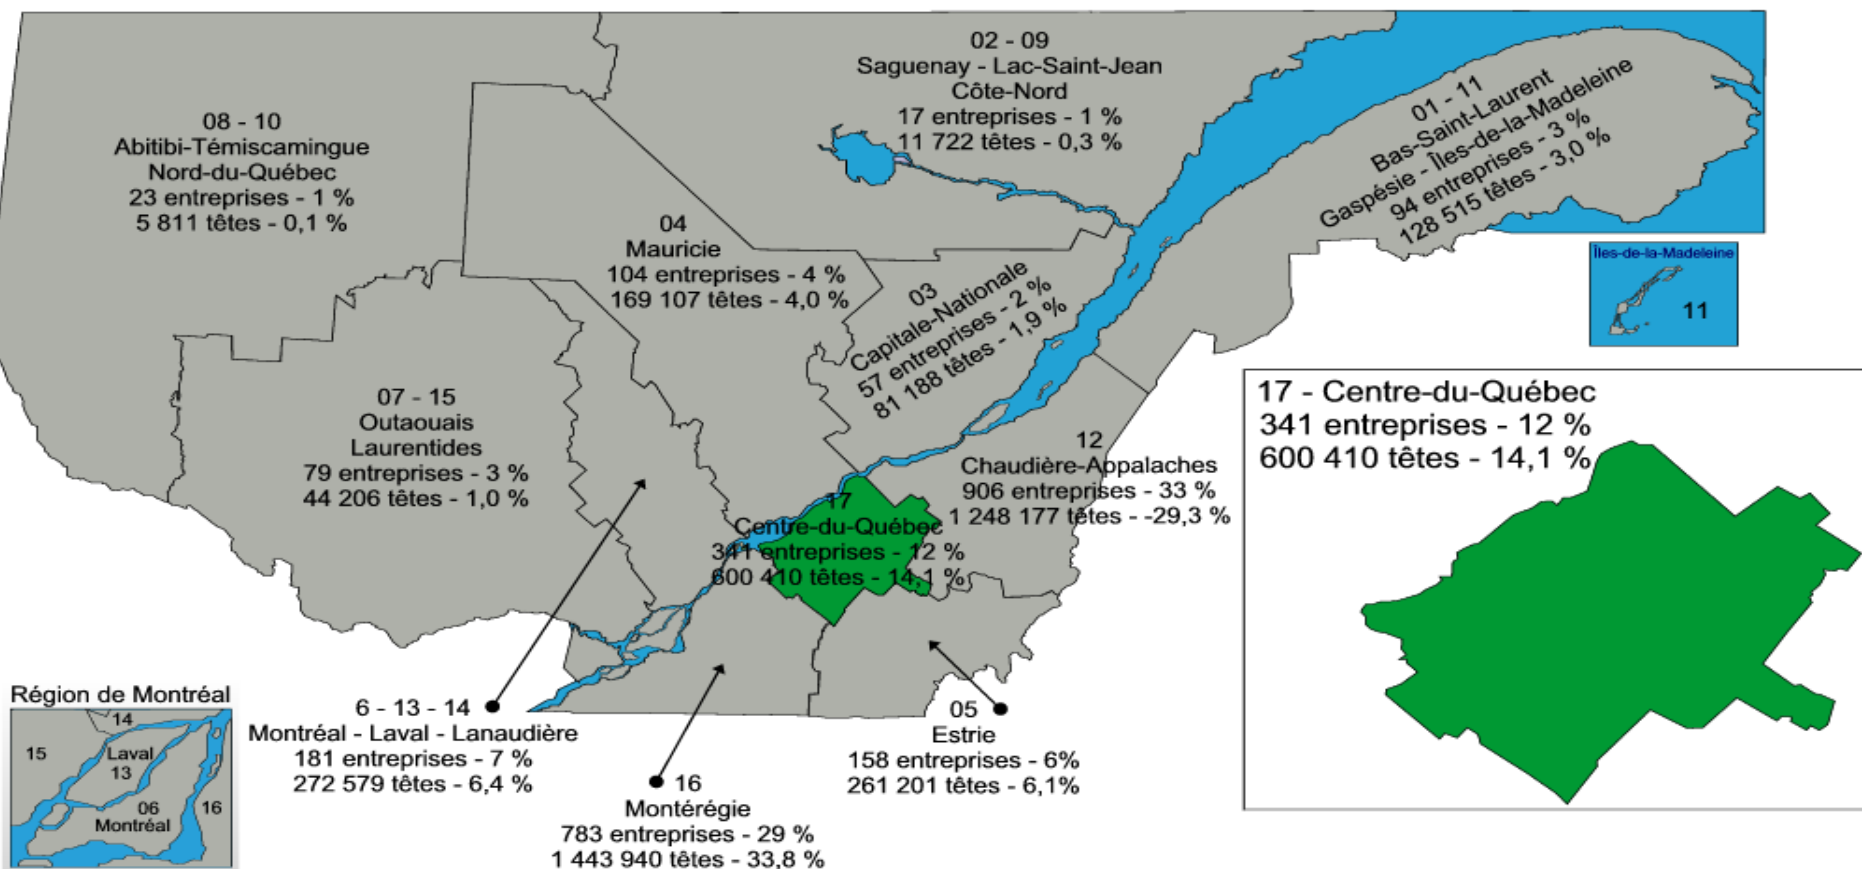 02 - 09
Saguenay - Lac-Saint-Jean
Côte-Nord
17 entreprises - 1 %
11 722 têtes - 0,3 %
01 - 11
Bas-Saint-Laurent
Gaspésie - Îles-de-la-Madeleine
94 entreprises - 3 %
128 515 têtes - 3,0 %
08 - 10
Abitibi-Témiscamingue
Nord-du-Québec
23 entreprises - 1 %
5 811 têtes - 0,1 %
04
Mauricie
104 entreprises - 4 %
169 107 têtes - 4,0 %
03
Capitale-Nationale
57 entreprises - 2 %
81 188 têtes - 1,9 %
Îles-de-la-Madeleine
11
07 - 15
Outaouais
Laurentides
79 entreprises - 3 %
44 206 têtes - 1,0 %
12
Chaudière-Appalaches
906 entreprises - 33 %
1 248 177 têtes - -29,3 %
17
Centre-du-Québec
341 entreprises - 12 %
600 410 têtes - 14,1 %
17 - Centre-du-Québec
341 entreprises - 12 %
600 410 têtes - 14,1 %
Région de Montréal
14
15
Laval
13
06
Montréal
16
6 - 13 - 14
Montréal - Laval - Lanaudière
181 entreprises - 7 %
272 579 têtes - 6,4 %
16
Montérégie
783 entreprises - 29 %
1 443 940 têtes - 33,8 %
05
Estrie
158 entreprises - 6%
261 201 têtes - 6,1%